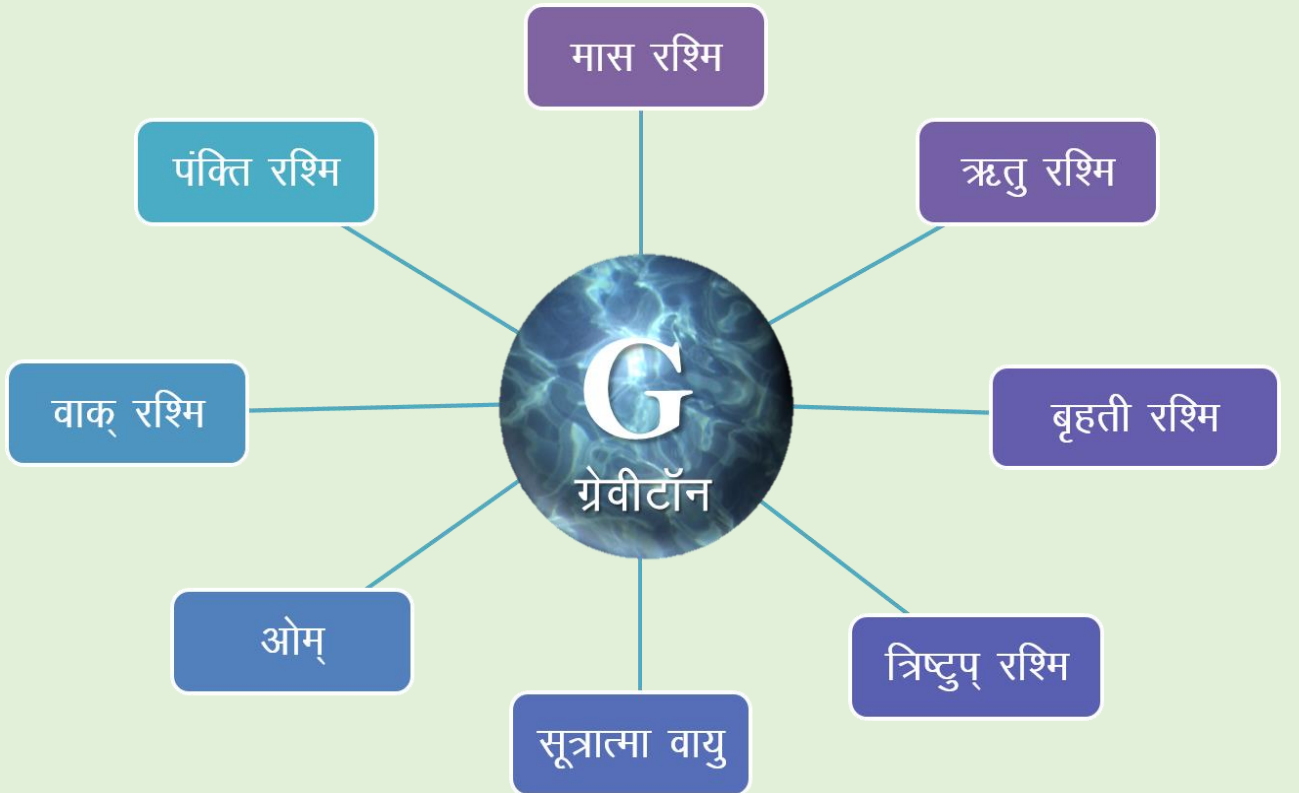 मास रश्मि
पंक्ति रश्मि
ऋतु रश्मि
G
ग्रेवीटॉन
वाक् रश्मि
बृहती रश्मि
ओम्
त्रिष्टुप् रश्मि
सूत्रात्मा वायु